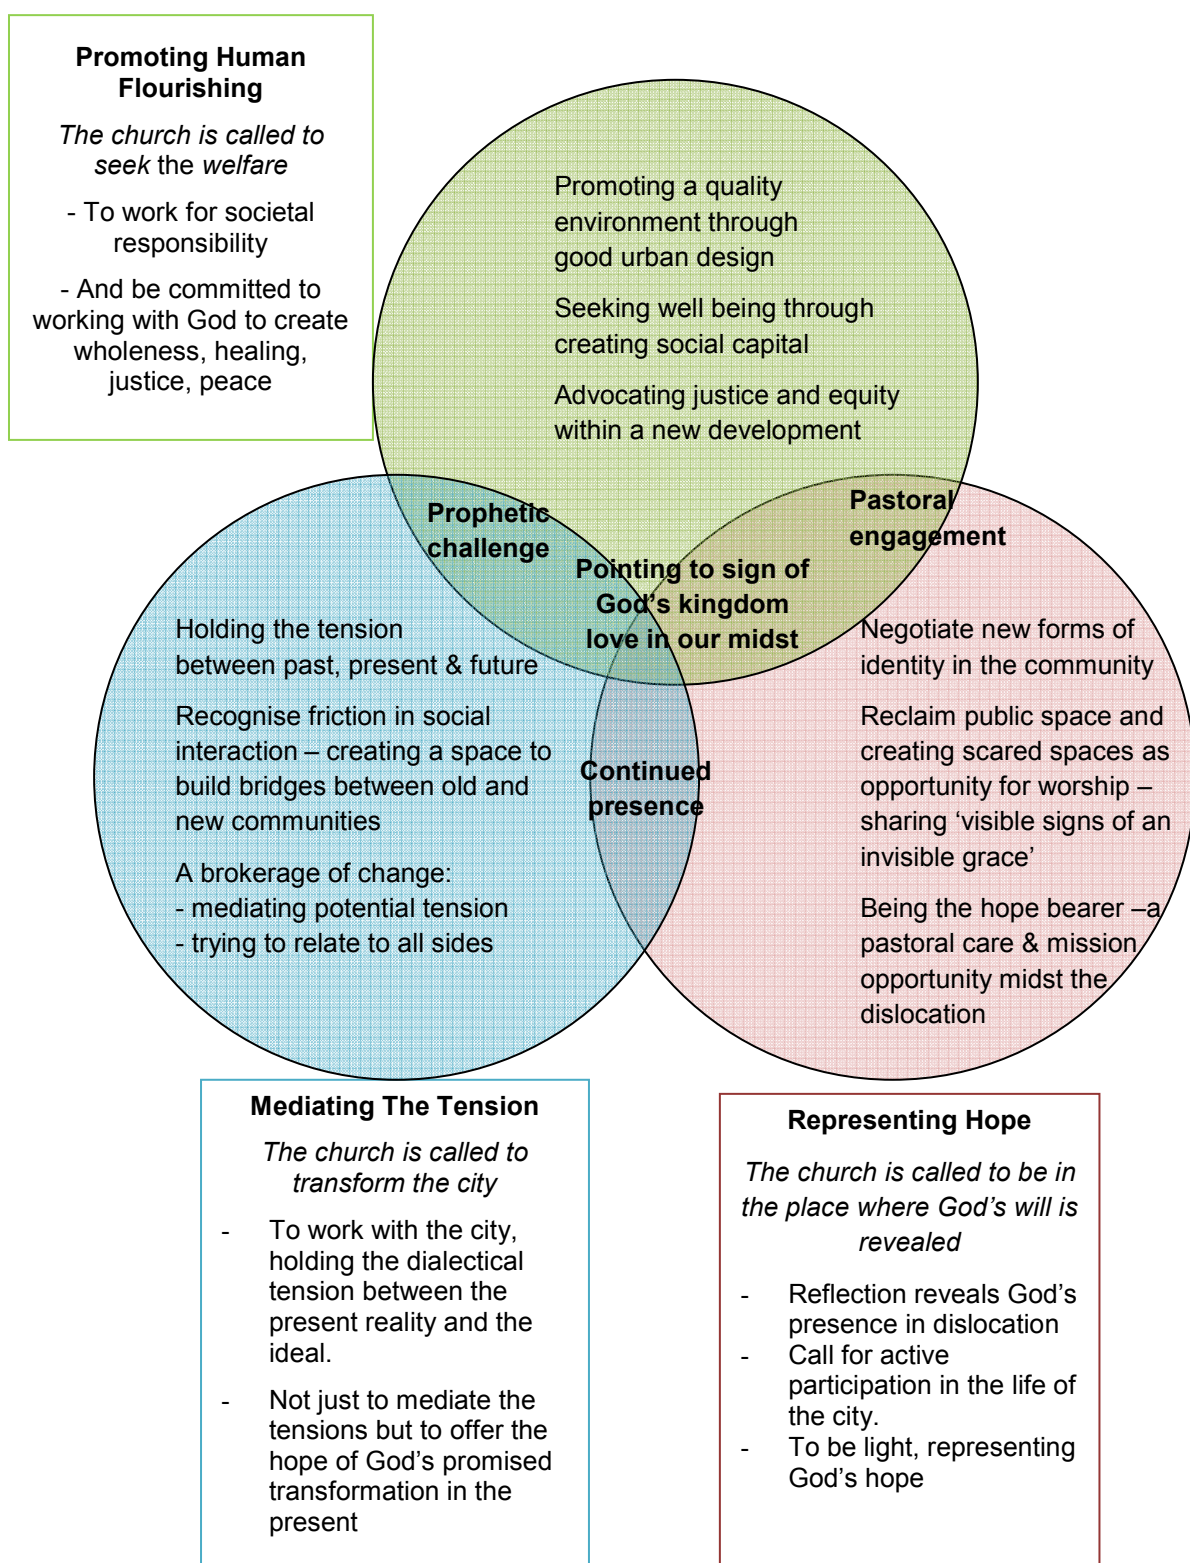 Promoting Human
Flourishing
The church is called to
seek the welfare
- To work for societal
responsibility
- And be committed to
working with God to create
wholeness, healing,
justice, peace
Promoting a quality
environment through
good urban design
Seeking well being through
creating social capital
Advocating justice and equity
within a new development
Prophetic
challenge
Pastoral
engagement
Pointing to sign of
God’s kingdom
love in our midst
Holding the tension
between past, present & future
Recognise friction in social
interaction – creating a space to
build bridges between old and
new communities
A brokerage of change:
- mediating potential tension
- trying to relate to all sides
Continued
presence
Negotiate new forms of
identity in the community
Reclaim public space and
creating scared spaces as
opportunity for worship –
sharing ‘visible signs of an
invisible grace’
Being the hope bearer –a
pastoral care & mission
opportunity midst the
dislocation
Mediating The Tension
The church is called to
transform the city
- To work with the city,
holding the dialectical
tension between the
present reality and the
ideal.
- Not just to mediate the
tensions but to offer the
hope of God’s promised
transformation in the
present
Representing Hope
The church is called to be in
the place where God’s will is
revealed
- Reflection reveals God’s
presence in dislocation
- Call for active
participation in the life of
the city.
- To be light, representing
God’s hope